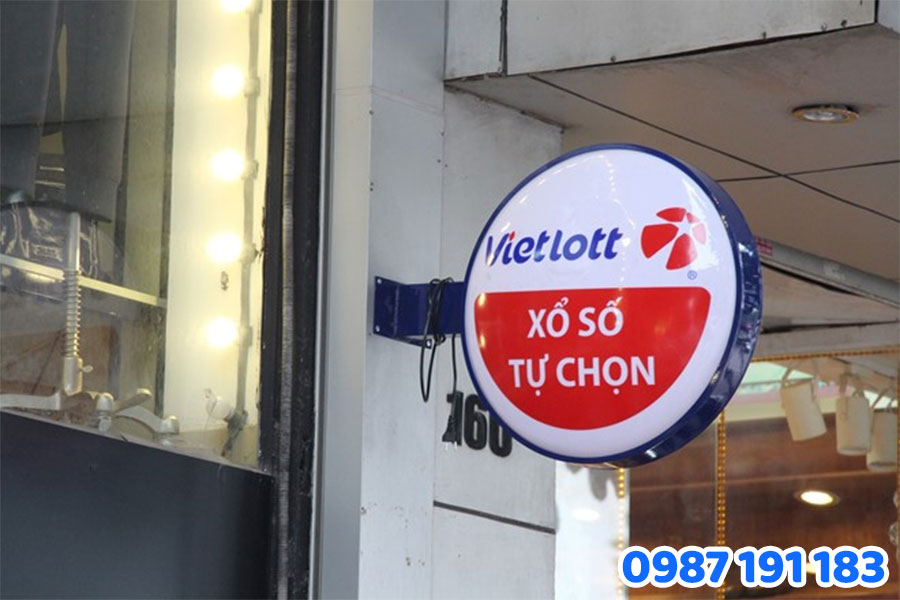 Vietlott
®
XỔ SỐ
TỰ CHỌN
160
0987 191 183